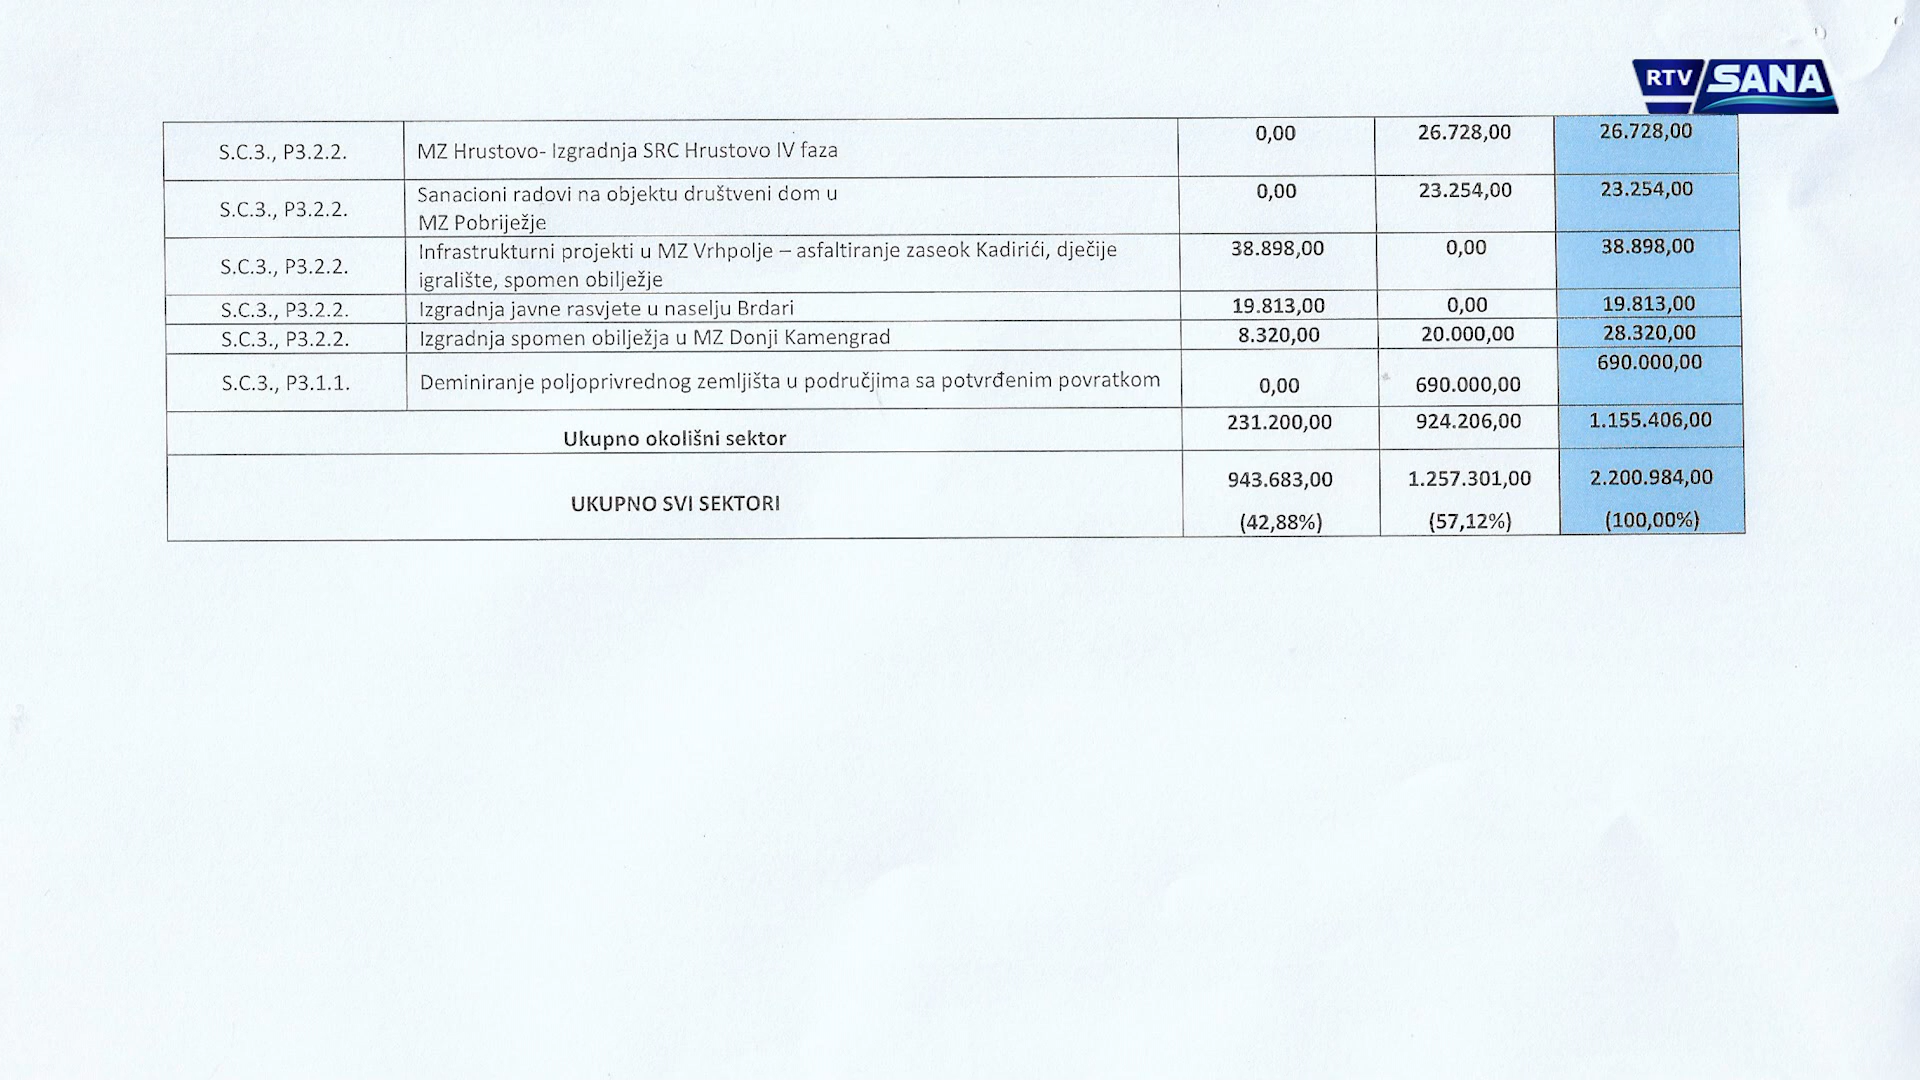 RTV SANA
S.C.3., P3.2.2. MZ Hrustovo- Izgradnja SRC Hrustovo IV faza 0,00 26.728,00 26.728,00
S.C.3., P3.2.2. Sanacioni radovi na objektu društveni dom u 0,00 23.254,00 23.254,00
MZ Pobriježje
S.C.3., P3.2.2. Infrastrukturni projekti u MZ Vrhpolje – asfaltiranje zaseok Kadirići, dječije 38.898,00 0,00 38.898,00
igralište, spomen obilježje
S.C.3., P3.2.2. Izgradnja javne rasvjete u naselju Brdari 19.813,00 0,00 19.813,00
S.C.3., P3.2.2. Izgradnja spomen obilježja u MZ Donji Kamengrad 8.320,00 20.000,00 28.320,00
S.C.3., P3.1.1. Deminiranje poljoprivrednog zemljišta u područjima sa potvrđenim povratkom 0,00 690.000,00 690.000,00
Ukupno okolišni sektor 231.200,00 924.206,00 1.155.406,00
UKUPNO SVI SEKTORI 943.683,00 1.257.301,00 2.200.984,00
(42,88%) (57,12%) (100,00%)